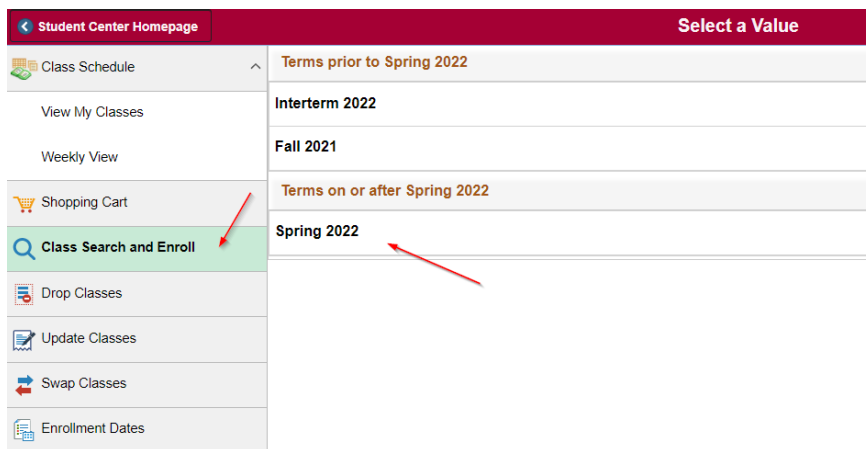 Student Center Homepage
Select a Value
Class Schedule
View My Classes
Weekly View
Shopping Cart
Class Search and Enroll
Drop Classes
Update Classes
Swap Classes
Enrollment Dates
Terms prior to Spring 2022
Interterm 2022
Fall 2021
Terms on or after Spring 2022
Spring 2022